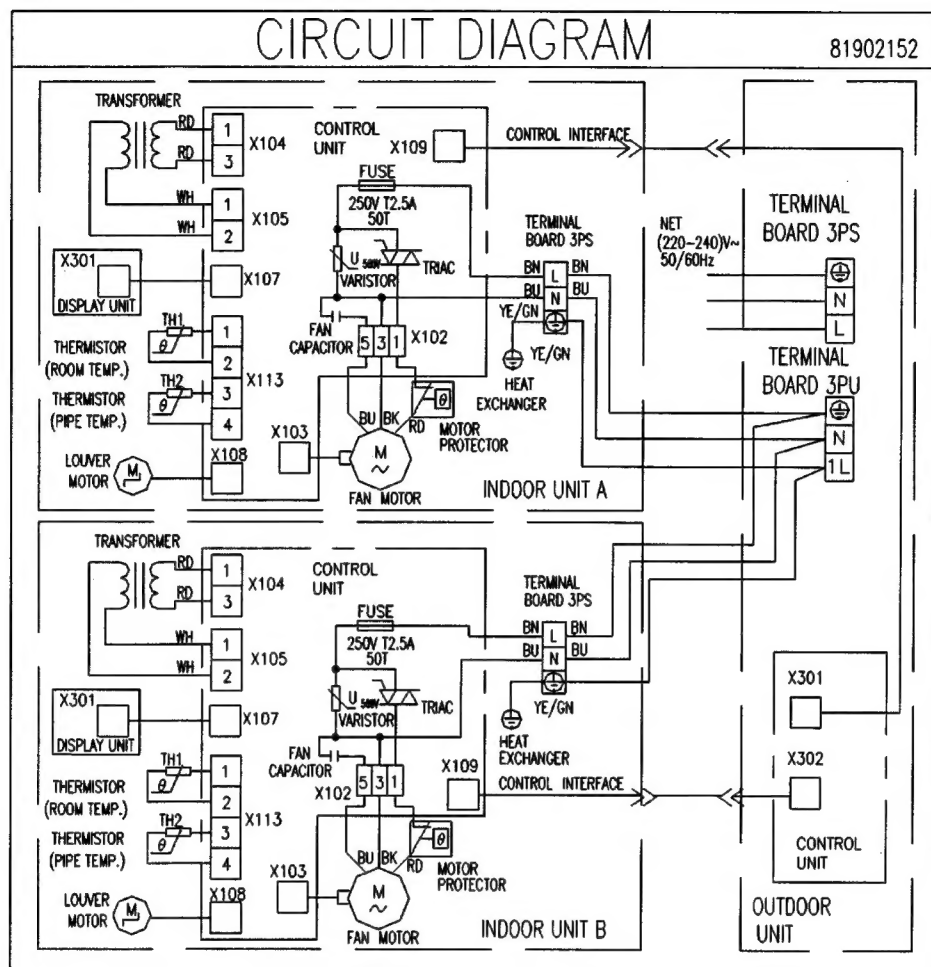 CIRCUIT DIAGRAM
81902152
TRANSFORMER
RD
RD
WH
WH
1
3
X104
1
2
X105
CONTROL
UNIT
X109
CONTROL INTERFACE
FUSE
250V T2.5A
50T
U
VARISTOR
TRIAC
X301
DISPLAY UNIT
X107
FAN
CAPACITOR
5 3 1
X102
TH1
θ
THERMISTOR
(ROOM TEMP.)
TH2
θ
THERMISTOR
(PIPE TEMP.)
1
2
3
4
X113
LOUVER
MOTOR
M
X108
X103
BU
BK
RD
θ
MOTOR
PROTECTOR
M
~
FAN MOTOR
TERMINAL
BOARD 3PS
BN L BN
BU N BU
YE/GN
YE/GN
HEAT
EXCHANGER
INDOOR UNIT A
NET
(220-240)V~
50/60Hz
TERMINAL
BOARD 3PS
N
L
TERMINAL
BOARD 3PU
N
1L
TRANSFORMER
RD
RD
WH
WH
1
3
X104
1
2
X105
CONTROL
UNIT
FUSE
250V T2.5A
50T
U
VARISTOR
TRIAC
X301
DISPLAY UNIT
X107
FAN
CAPACITOR
5 3 1
X102
X109
CONTROL INTERFACE
TH1
θ
THERMISTOR
(ROOM TEMP.)
TH2
θ
THERMISTOR
(PIPE TEMP.)
1
2
3
4
X113
LOUVER
MOTOR
M
X108
X103
BU
BK
RD
θ
MOTOR
PROTECTOR
M
~
FAN MOTOR
TERMINAL
BOARD 3PS
BN L BN
BU N BU
YE/GN
HEAT
EXCHANGER
INDOOR UNIT B
X301
X302
CONTROL
UNIT
OUTDOOR
UNIT